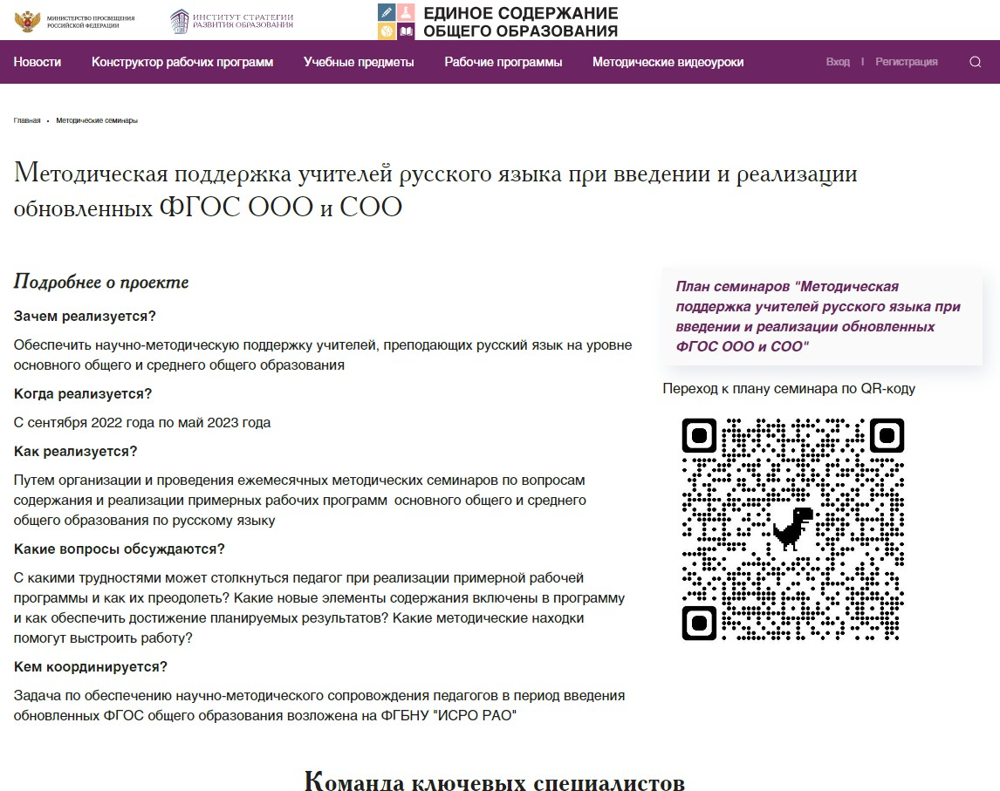 МИНИСТЕРСТВО ПРОСВЕЩЕНИЯ
РОССИЙСКОЙ ФЕДЕРАЦИИ
ИНСТИТУТ СТРАТЕГИИ
РАЗВИТИЯ ОБРАЗОВАНИЯ
ЕДИНОЕ СОДЕРЖАНИЕ
ОБЩЕГО ОБРАЗОВАНИЯ
Новости Конструктор рабочих программ Учебные предметы Рабочие программы Методические видеоуроки Вход | Регистрация
Главная • Методические семинары
Методическая поддержка учителей русского языка при введении и реализации
обновленных ФГОС ООО и СОО
Подробнее о проекте
Зачем реализуется?
Обеспечить научно-методическую поддержку учителей, преподающих русский язык на уровне
основного общего и среднего общего образования
Когда реализуется?
С сентября 2022 года по май 2023 года
Как реализуется?
Путем организации и проведения ежемесячных методических семинаров по вопросам
содержания и реализации примерных рабочих программ основного общего и среднего
общего образования по русскому языку
Какие вопросы обсуждаются?
С какими трудностями может столкнуться педагог при реализации примерной рабочей
программы и как их преодолеть? Какие новые элементы содержания включены в программу
и как обеспечить достижение планируемых результатов? Какие методические находки
помогут выстроить работу?
Кем координируется?
Задача по обеспечению научно-методического сопровождения педагогов в период введения
обновленных ФГОС общего образования возложена на ФГБНУ "ИСРО РАО"
План семинаров "Методическая
поддержка учителей русского языка при
введении и реализации обновленных
ФГОС ООО и СОО"
Переход к плану семинара по QR-коду
Команда ключевых специалистов